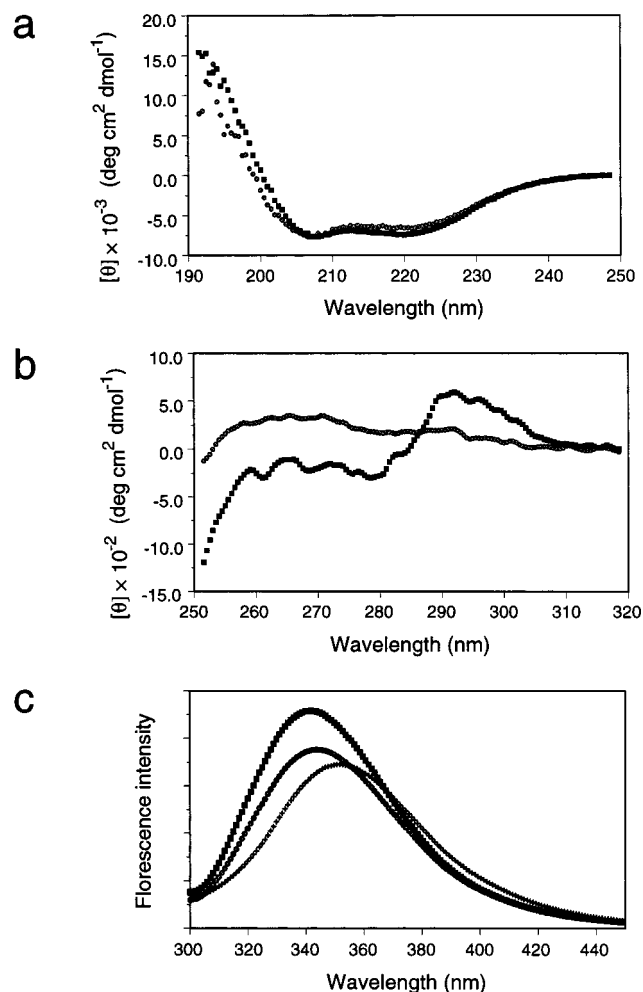 a
[θ] × 10⁻³ (deg cm² dmol⁻¹)
20.0
15.0
10.0
5.0
0.0
-5.0
-10.0
190 200 210 220 230 240 250
Wavelength (nm)
b
[θ] × 10⁻² (deg cm² dmol⁻¹)
10.0
5.0
0.0
-5.0
-10.0
-15.0
250 260 270 280 290 300 310 320
Wavelength (nm)
c
Florescence intensity
300 320 340 360 380 400 420 440
Wavelength (nm)